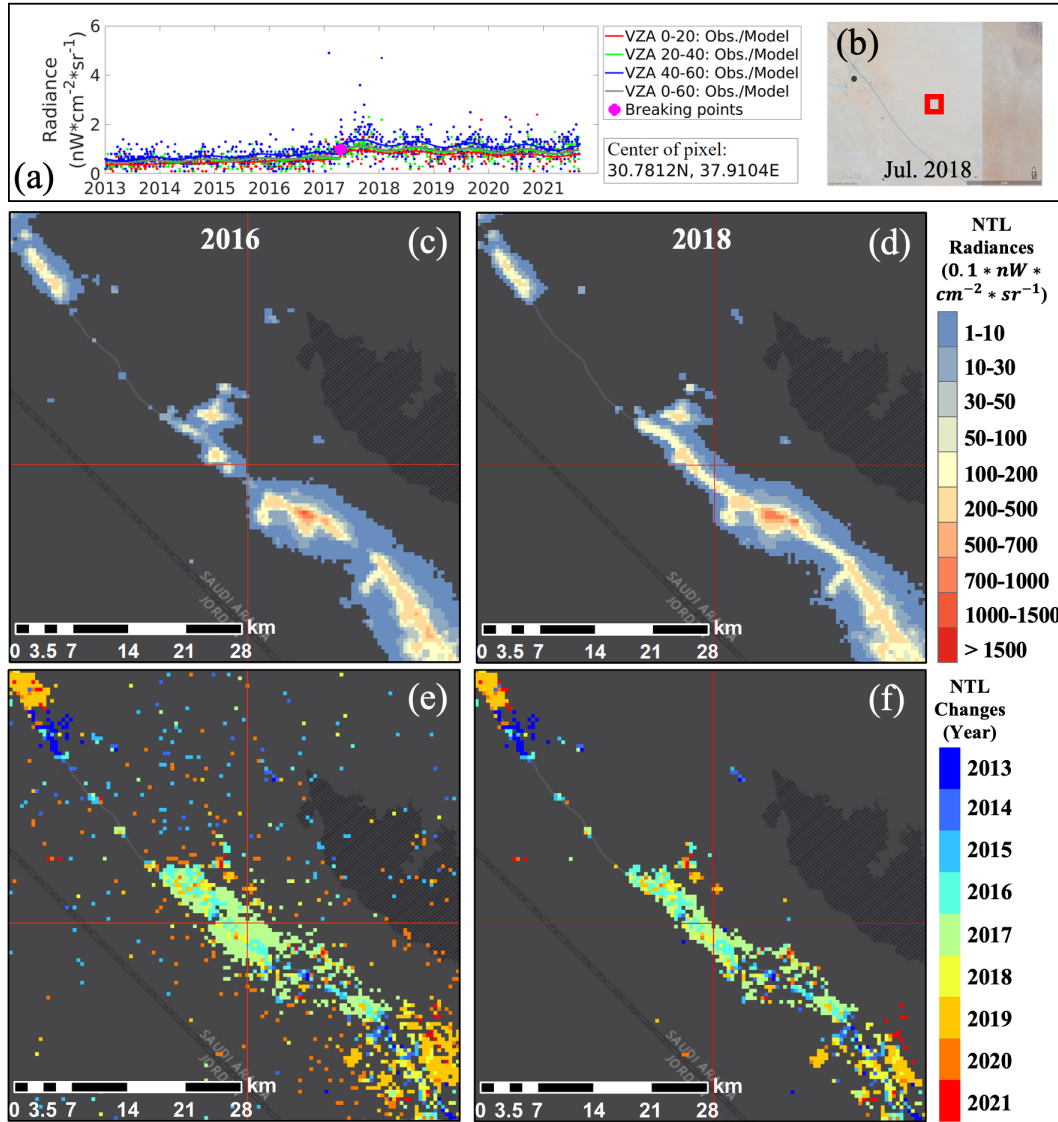 6
4
2
0
Radiance
(nW*cm⁻²*sr⁻¹)
2013 2014 2015 2016 2017 2018 2019 2020 2021
(a)
VZA 0-20: Obs./Model
VZA 20-40: Obs./Model
VZA 40-60: Obs./Model
VZA 0-60: Obs./Model
Breaking points
Center of pixel:
30.7812N, 37.9104E
(b)
Jul. 2018
2016
(c)
SAUDI ARABIA
JORDA
km
0 3.5 7 14 21 28
2018
(d)
SAUDI ARABIA
JORD
km
0 3.5 7 14 21 28
NTL
Radiances
(0.1 * nW *
cm⁻² * sr⁻¹)
1-10
10-30
30-50
50-100
100-200
200-500
500-700
700-1000
1000-1500
> 1500
(e)
SAUDI ARA
JORD
km
0 3.5 7 14 21 28
(f)
SAUDI ARA
JORD
km
0 3.5 7 14 21 28
NTL
Changes
(Year)
2013
2014
2015
2016
2017
2018
2019
2020
2021